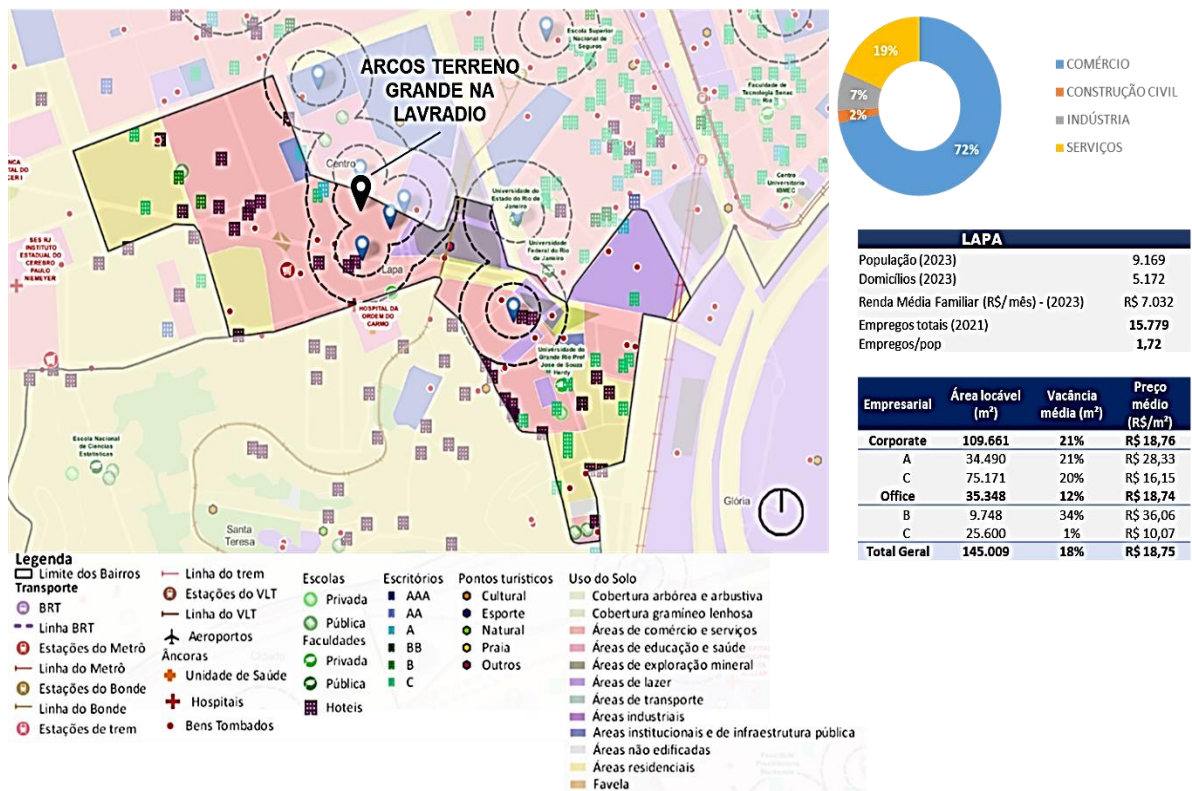 Escola Superior
Nacional de
Seguros
ARCOS TERRENO
GRANDE NA
LAVRADIO
Faculdade de
Tecnologia Senac
Rio
Centro
Universidade do
Estado do Rio de
Janeiro
Centro
Universitario
IBMEC
SES RJ
INSTITUTO
ESTADUAL DO
CEREBRO
PAULO
NIEMEYER
Universidade
Federal do Rio
de Janeiro
Lapa
HOSPITAL DA
ORDEM DO
CARMO
Universidade do
Grande Rio Prof
Jose de Souza
Herdy
Escola Nacional
de Ciencias
Estatisticas
Santa
Teresa
Glória
19%
7%
2%
72%
COMÉRCIO
CONSTRUÇÃO CIVIL
INDÚSTRIA
SERVIÇOS
LAPA
População (2023) 9.169
Domicílios (2023) 5.172
Renda Média Familiar (R$/mês) - (2023) R$ 7.032
Empregos totais (2021) 15.779
Empregos/pop 1,72
Empresarial Área locável (m²) Vacância média (m²) Preço médio (R$/m²)
Corporate 109.661 21% R$ 18,76
A 34.490 21% R$ 28,33
C 75.171 20% R$ 16,15
Office 35.348 12% R$ 18,74
B 9.748 34% R$ 36,06
C 25.600 1% R$ 10,07
Total Geral 145.009 18% R$ 18,75
Legenda
Limite dos Bairros
Transporte
BRT
Linha BRT
Estações do Metrô
Linha do Metrô
Estações do Bonde
Linha do Bonde
Estações de trem
Linha do trem
Estações do VLT
Linha do VLT
Aeroportos
Âncoras
Unidade de Saúde
Hospitais
Bens Tombados
Escolas
Privada
Pública
Faculdades
Privada
Pública
Hoteis
Escritórios
AAA
AA
A
BB
B
C
Pontos turísticos
Cultural
Esporte
Natural
Praia
Outros
Uso do Solo
Cobertura arbórea e arbustiva
Cobertura gramíneo lenhosa
Áreas de comércio e serviços
Áreas de educação e saúde
Áreas de exploração mineral
Áreas de lazer
Áreas de transporte
Áreas industriais
Áreas institucionais e de infraestrutura pública
Áreas não edificadas
Áreas residenciais
Favela